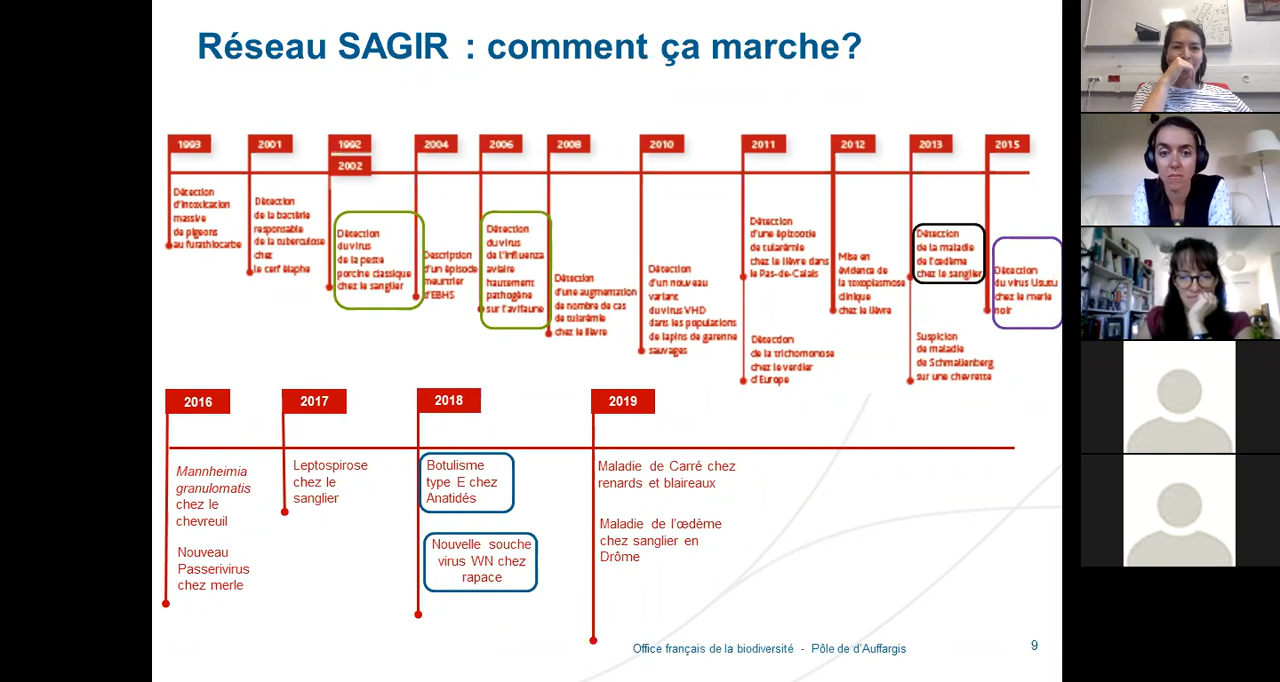 Réseau SAGIR : comment ça marche?
1993
2001
1992
2002
2004
2006
2008
2010
2011
2012
2013
2015
Détection
d'intoxication
massive
de pigeons
au furathiocarbe
Détection
de la bactérie
responsable
de la tuberculose
chez
le cerf élaphe
Détection
du virus
de la peste
porcine classique
chez le sanglier
Description
d'un épisode
meurtrier
d'EBHS
Détection
du virus
de l'influenza
aviaire
hautement
pathogène
sur l'avifaune
Détection
d'une augmentation
de nombre de cas
de tularémie
chez le lièvre
Détection
d'un nouveau
variant
du virus VHD
dans les populations
de lapins de garenne
sauvages
Détection
d'une épizootie
de tularémie
chez le lièvre dans
le Pas-de-Calais
Détection
de la trichomonose
chez le verdier
d'Europe
Mise en
évidence de
la toxoplasmose
clinique
chez le lièvre
Détection
de la maladie
de l'œdème
chez le sanglier
Suspicion
de maladie
de Schmallenberg
sur une chevrette
Détection
du virus Usutu
chez le merle
noir
2016
2017
2018
2019
Mannheimia
granulomatis
chez le
chevreuil
Nouveau
Passerivirus
chez merle
Leptospirose
chez le
sanglier
Botulisme
type E chez
Anatidés
Nouvelle souche
virus WN chez
rapace
Maladie de Carré chez
renards et blaireaux
Maladie de l'œdème
chez sanglier en
Drôme
Office français de la biodiversité - Pôle de d'Auffargis
9